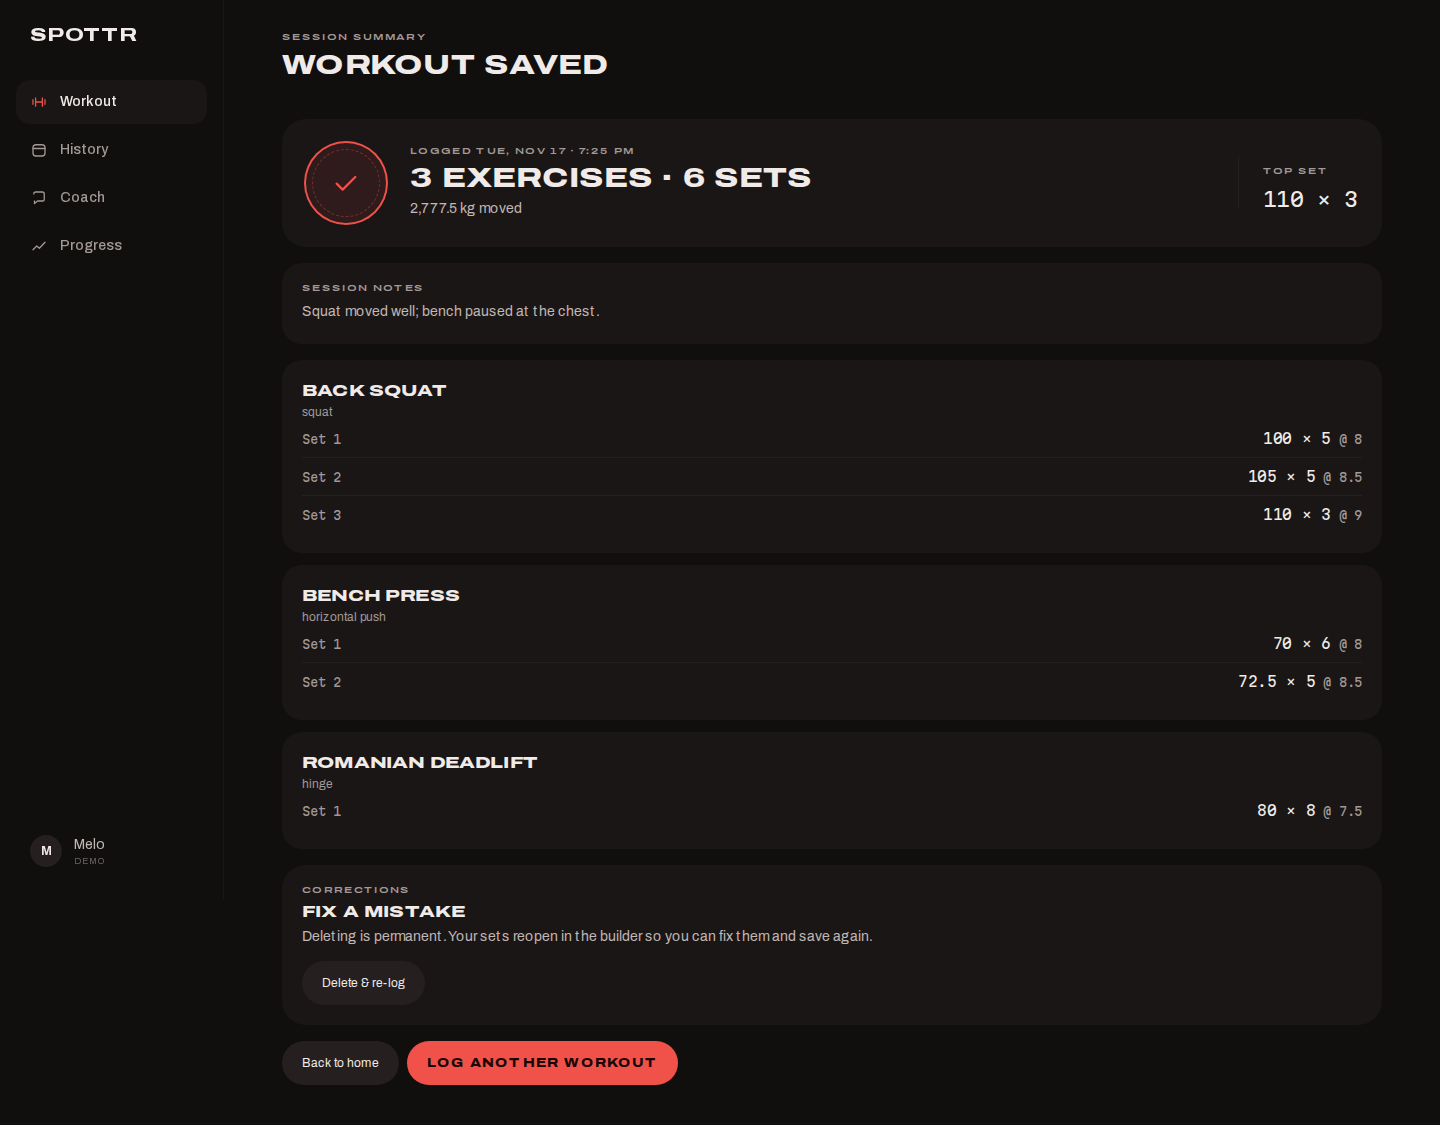 SPOTTR
Workout
History
Coach
Progress
M
Melo
DEMO
SESSION SUMMARY
WORKOUT SAVED
LOGGED TUE, NOV 17 · 7:25 PM
3 EXERCISES · 6 SETS
2,777.5 kg moved
TOP SET
110 × 3
SESSION NOTES
Squat moved well; bench paused at the chest.
BACK SQUAT
squat
Set 1 100 × 5 @ 8
Set 2 105 × 5 @ 8.5
Set 3 110 × 3 @ 9
BENCH PRESS
horizontal push
Set 1 70 × 6 @ 8
Set 2 72.5 × 5 @ 8.5
ROMANIAN DEADLIFT
hinge
Set 1 80 × 8 @ 7.5
CORRECTIONS
FIX A MISTAKE
Deleting is permanent. Your sets reopen in the builder so you can fix them and save again.
Delete & re-log
Back to home
LOG ANOTHER WORKOUT